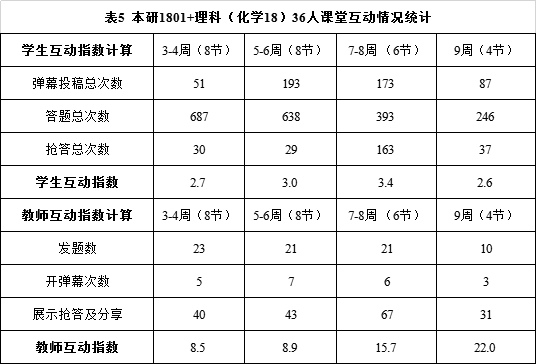 表5 本研1801+理科（化学18）36人课堂互动情况统计
学生互动指数计算 3-4周（8节） 5-6周（8节） 7-8周 （6节） 9周（4节）
弹幕投稿总次数 51 193 173 87
答题总次数 687 638 393 246
抢答总次数 30 29 163 37
学生互动指数 2.7 3.0 3.4 2.6
教师互动指数计算 3-4周（8节） 5-6周（8节） 7-8周 （6节） 9周（4节）
发题数 23 21 21 10
开弹幕次数 5 7 6 3
展示抢答及分享 40 43 67 31
教师互动指数 8.5 8.9 15.7 22.0